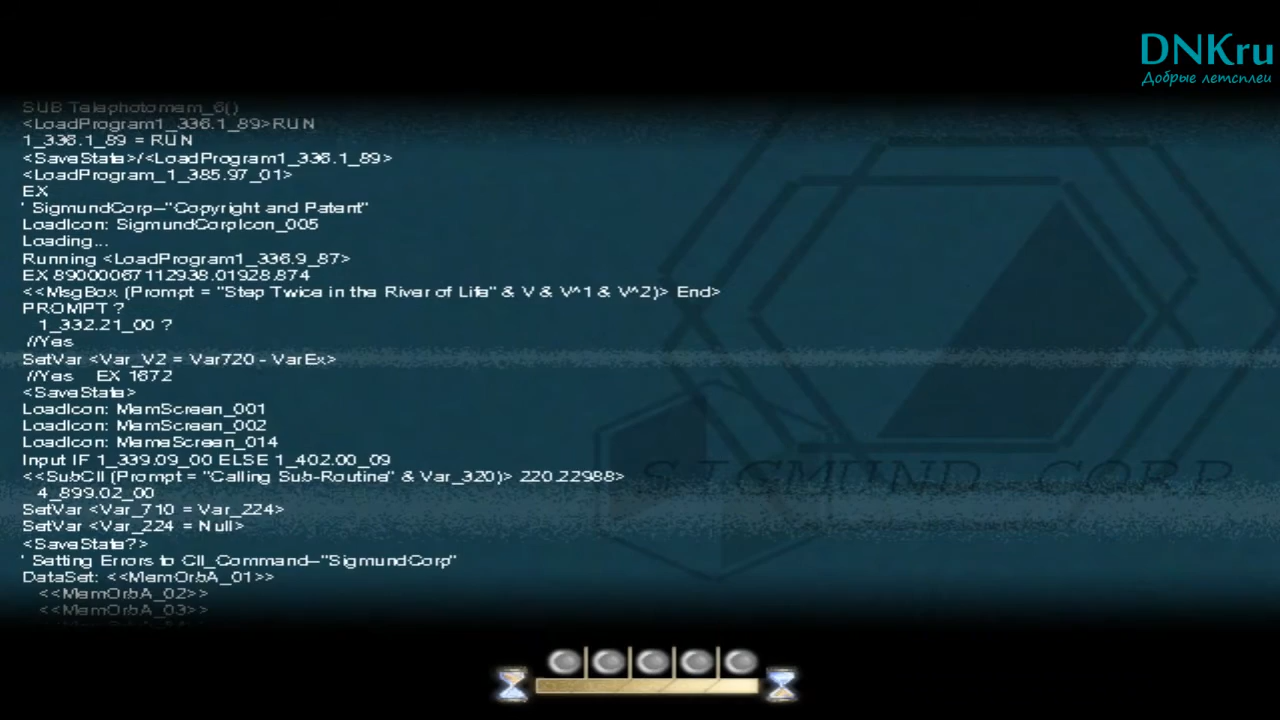 DNKru
Добрые летсплеи
SUB Telephotomem_6()
<LoadProgram1_336.1_89>RUN
1_336.1_89 = RUN
<SaveState>/<LoadProgram1_336.1_89>
<LoadProgram_1_385.97_01>
EX
' SigmundCorp--"Copyright and Patent"
LoadIcon: SigmundCorpIcon_005
Loading...
Running <LoadProgram1_336.9_87>
EX 89000067112938.01928.874
<<MsgBox (Prompt = "Step Twice in the River of Life" & V & V^1 & V^2)> End>
PROMPT ?
1_332.21_00 ?
//Yes
SetVar <Var_V2 = Var720 - VarEx>
//Yes EX 1672
<SaveState>
LoadIcon: MemScreen_001
LoadIcon: MemScreen_002
LoadIcon: MemeScreen_014
Input IF 1_339.09_00 ELSE 1_402.00_09
<<SubCll (Prompt = "Calling Sub-Routine" & Var_320)> 220.22988>
4_899.02_00
SetVar <Var_710 = Var_224>
SetVar <Var_224 = Null>
<SaveState?>
' Setting Errors to Cll_Command--"SigmundCorp"
DataSet: <<MemOrbA_01>>
<<MemOrbA_02>>
<<MemOrbA_03>>
SIGMUND CORP